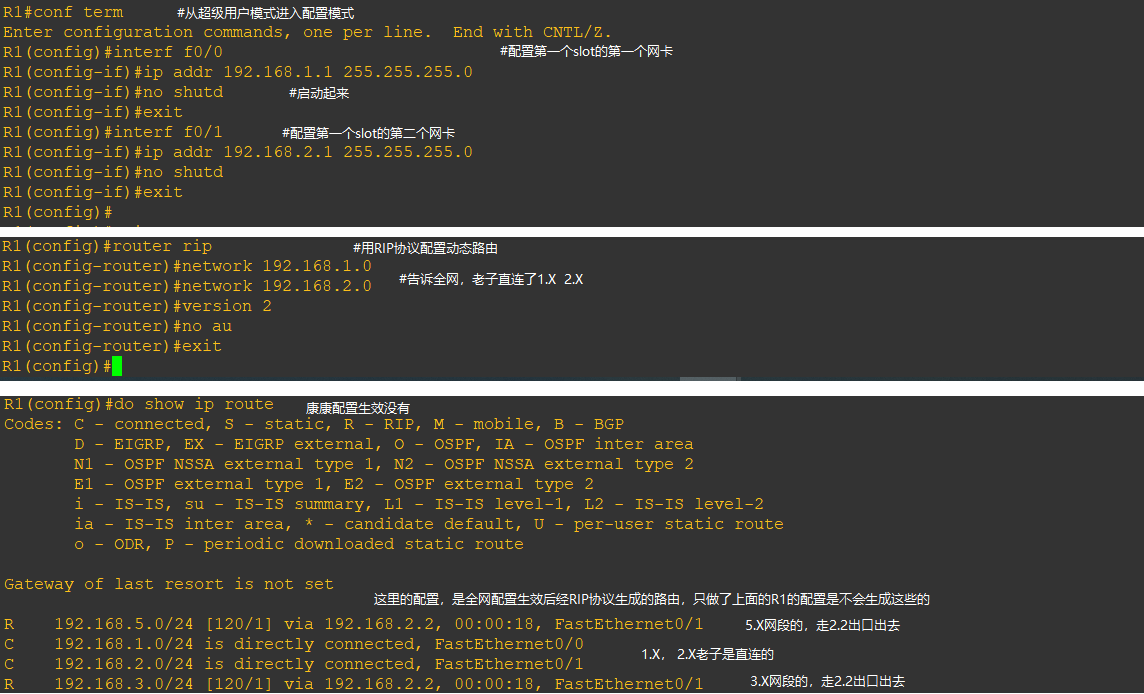 R1#conf term #从超级用户模式进入配置模式
Enter configuration commands, one per line.  End with CNTL/Z.
R1(config)#interf f0/0 #配置第一个slot的第一个网卡
R1(config-if)#ip addr 192.168.1.1 255.255.255.0
R1(config-if)#no shutd #启动起来
R1(config-if)#exit
R1(config)#interf f0/1 #配置第一个slot的第二个网卡
R1(config-if)#ip addr 192.168.2.1 255.255.255.0
R1(config-if)#no shutd
R1(config-if)#exit
R1(config)#
R1(config)#router rip #用RIP协议配置动态路由
R1(config-router)#network 192.168.1.0
#告诉全网，老子直连了1.X  2.X
R1(config-router)#network 192.168.2.0
R1(config-router)#version 2
R1(config-router)#no au
R1(config-router)#exit
R1(config)#
R1(config)#do show ip route 康康配置生效没有
Codes: C - connected, S - static, R - RIP, M - mobile, B - BGP
D - EIGRP, EX - EIGRP external, O - OSPF, IA - OSPF inter area
N1 - OSPF NSSA external type 1, N2 - OSPF NSSA external type 2
E1 - OSPF external type 1, E2 - OSPF external type 2
i - IS-IS, su - IS-IS summary, L1 - IS-IS level-1, L2 - IS-IS level-2
ia - IS-IS inter area, * - candidate default, U - per-user static route
o - ODR, P - periodic downloaded static route
Gateway of last resort is not set
这里的配置，是全网配置生效后经RIP协议生成的路由，只做了上面的R1的配置是不会生成这些的
R    192.168.5.0/24 [120/1] via 192.168.2.2, 00:00:18, FastEthernet0/1 5.X网段的，走2.2出口出去
C    192.168.1.0/24 is directly connected, FastEthernet0/0
1.X， 2.X老子是直连的
C    192.168.2.0/24 is directly connected, FastEthernet0/1
R    192.168.3.0/24 [120/1] via 192.168.2.2, 00:00:18, FastEthernet0/1 3.X网段的，走2.2出口出去